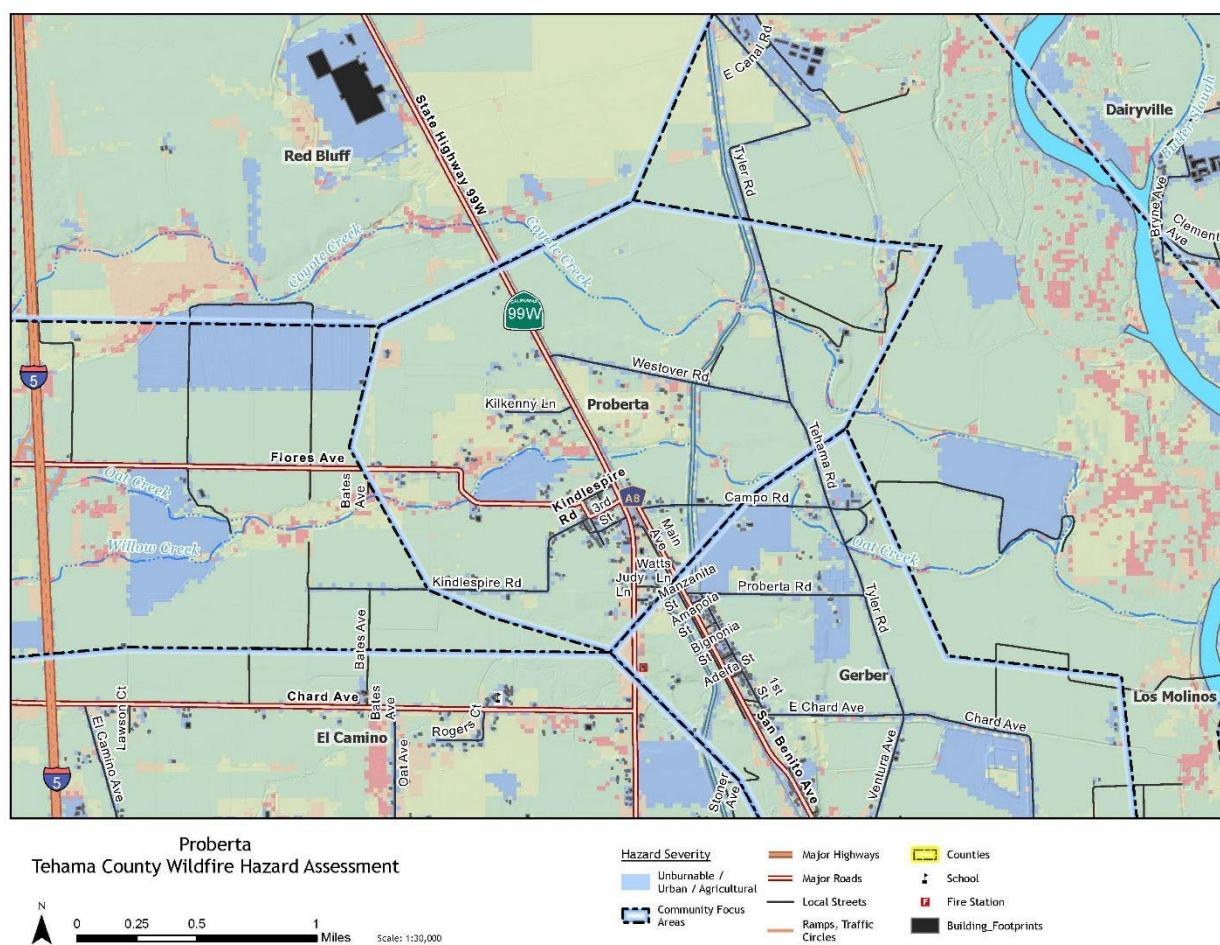 E Canal Rd
Dairyville
Butler Slough
State Highway 99W
Red Bluff
Tyler Rd
Bryne Ave
Clement
Ave
Coyote Creek
Coyote Creek
CALIFORNIA
99W
5
Westover Rd
Kilkenny Ln
Proberta
Tehama Rd
Flores Ave
Oat Creek
Bates
Ave
Kindlespire
Rd
3rd
St
A8
Campo Rd
Main
Ave
Willow Creek
Oat Creek
Watts
Ln
Judy
Ln
Kindlespire Rd
Manzanita
St
Proberta Rd
Amapola
St
Tyler Rd
Bates Ave
Bignonia
St
Adelfa St
Gerber
1st
St
Los Molinos
Chard Ave
Lawson Ct
El Camino Ave
Bates
Ave
Rogers Ct
E Chard Ave
Chard Ave
El Camino
Oat Ave
San Benito Ave
Ventura Ave
5
Stoner
Ave
Proberta
Tehama County Wildfire Hazard Assessment
N
0 0.25 0.5 1
Miles
Scale: 1:30,000
Hazard Severity
Unburnable /
Urban / Agricultural
Community Focus
Areas
Major Highways
Major Roads
Local Streets
Ramps, Traffic
Circles
Counties
School
F Fire Station
Building_Footprints